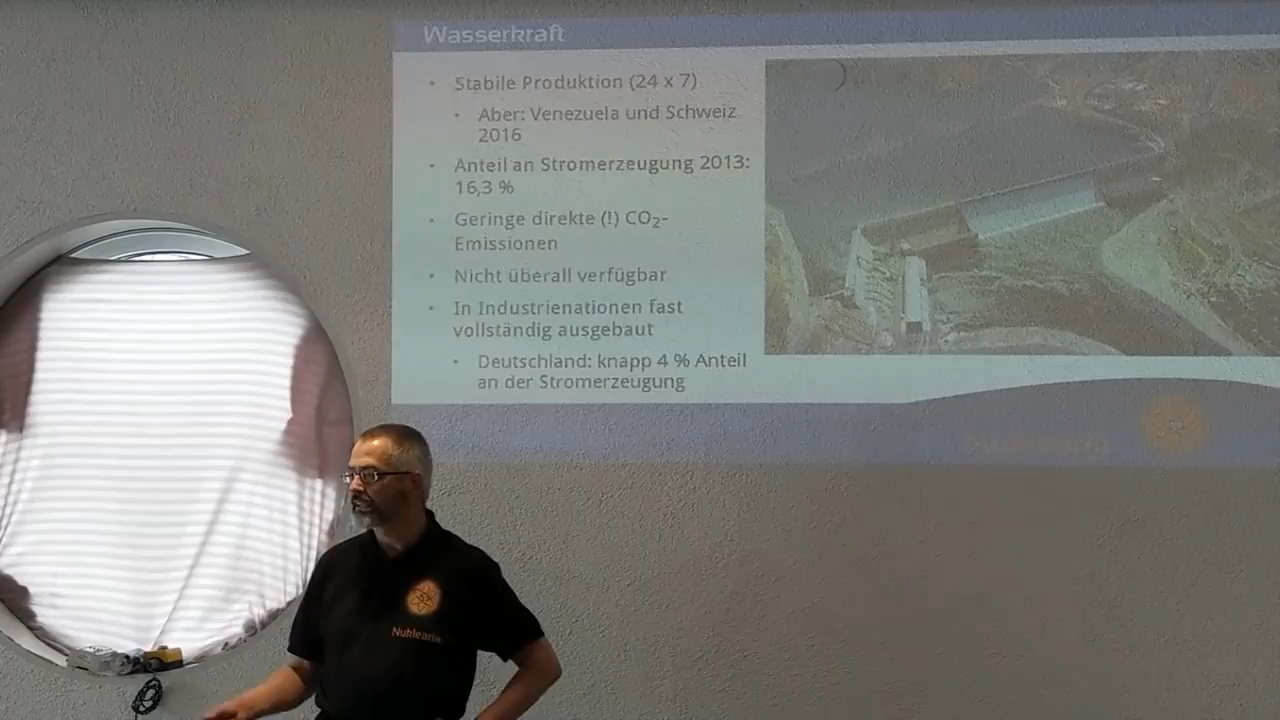 Wasserkraft
• Stabile Produktion (24 x 7)
• Aber: Venezuela und Schweiz
2016
• Anteil an Stromerzeugung 2013:
16,3 %
• Geringe direkte (!) CO₂-
Emissionen
• Nicht überall verfügbar
• In Industrienationen fast
vollständig ausgebaut
• Deutschland: knapp 4 % Anteil
an der Stromerzeugung
Nuklearia